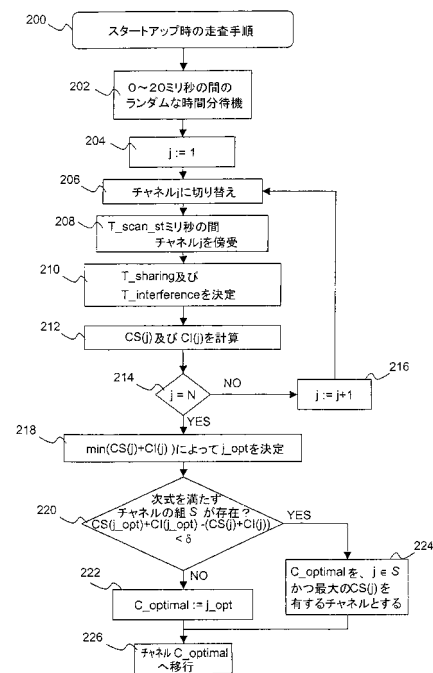 200
スタートアップ時の走査手順
202
0〜20ミリ秒の間の
ランダムな時間分待機
204
j := 1
206
チャネルjに切り替え
208
T_scan_stミリ秒の間
チャネルjを傍受
210
T_sharing及び
T_interferenceを決定
212
CS(j)及び CI(j)を計算
214
j = N
NO
216
j := j+1
YES
218
min(CS(j)+CI(j) )によってj_optを決定
220
次式を満たす
チャネルの組 S が存在?
CS(j_opt)+CI(j_opt) -(CS(j)+CI(j))
< δ
YES
224
C_optimalを、j ∈ S
かつ最大のCS(j)を
有するチャネルとする
NO
222
C_optimal := j_opt
226
チャネル C_optimal
へ移行